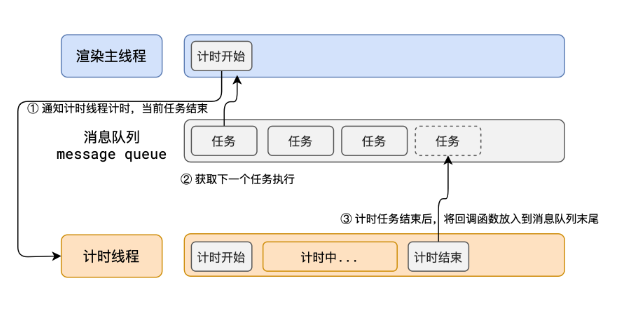 渲染主线程
计时开始
① 通知计时线程计时，当前任务结束
消息队列
message queue
任务
任务
任务
任务
② 获取下一个任务执行
③ 计时任务结束后，将回调函数放入到消息队列末尾
计时线程
计时开始
计时中...
计时结束